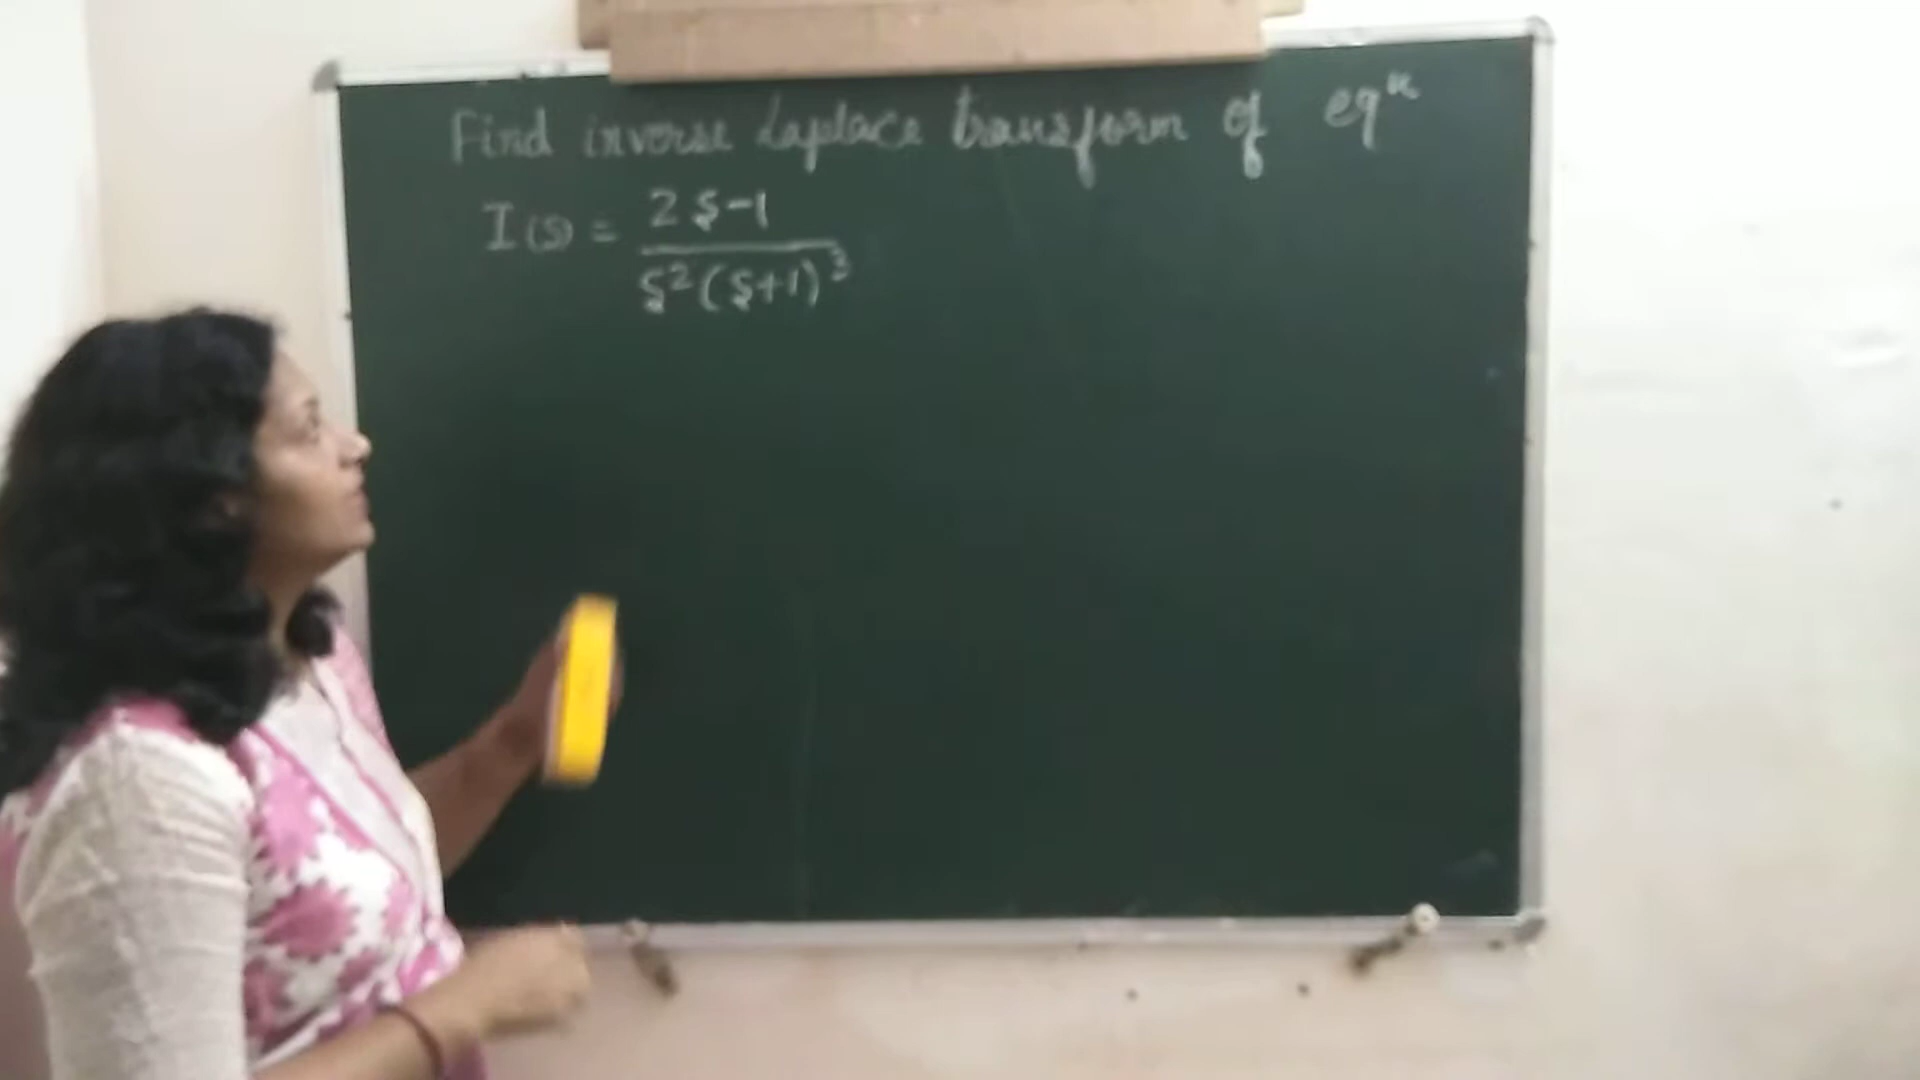 Find inverse Laplace transform of eqⁿ
I(s) = 2s-1 / s²(s+1)³